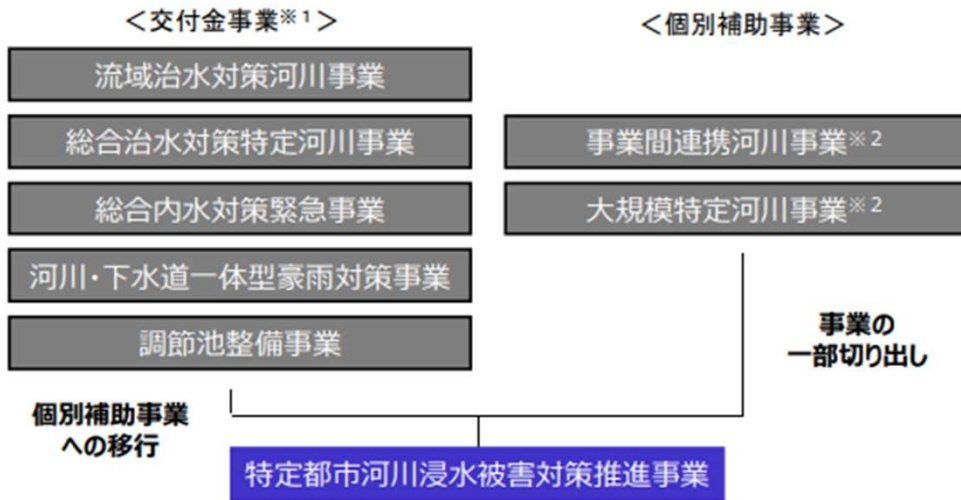 ＜交付金事業※1＞
流域治水対策河川事業
総合治水対策特定河川事業
総合内水対策緊急事業
河川・下水道一体型豪雨対策事業
調節池整備事業
＜個別補助事業＞
事業間連携河川事業※2
大規模特定河川事業※2
事業の
一部切り出し
個別補助事業
への移行
特定都市河川浸水被害対策推進事業